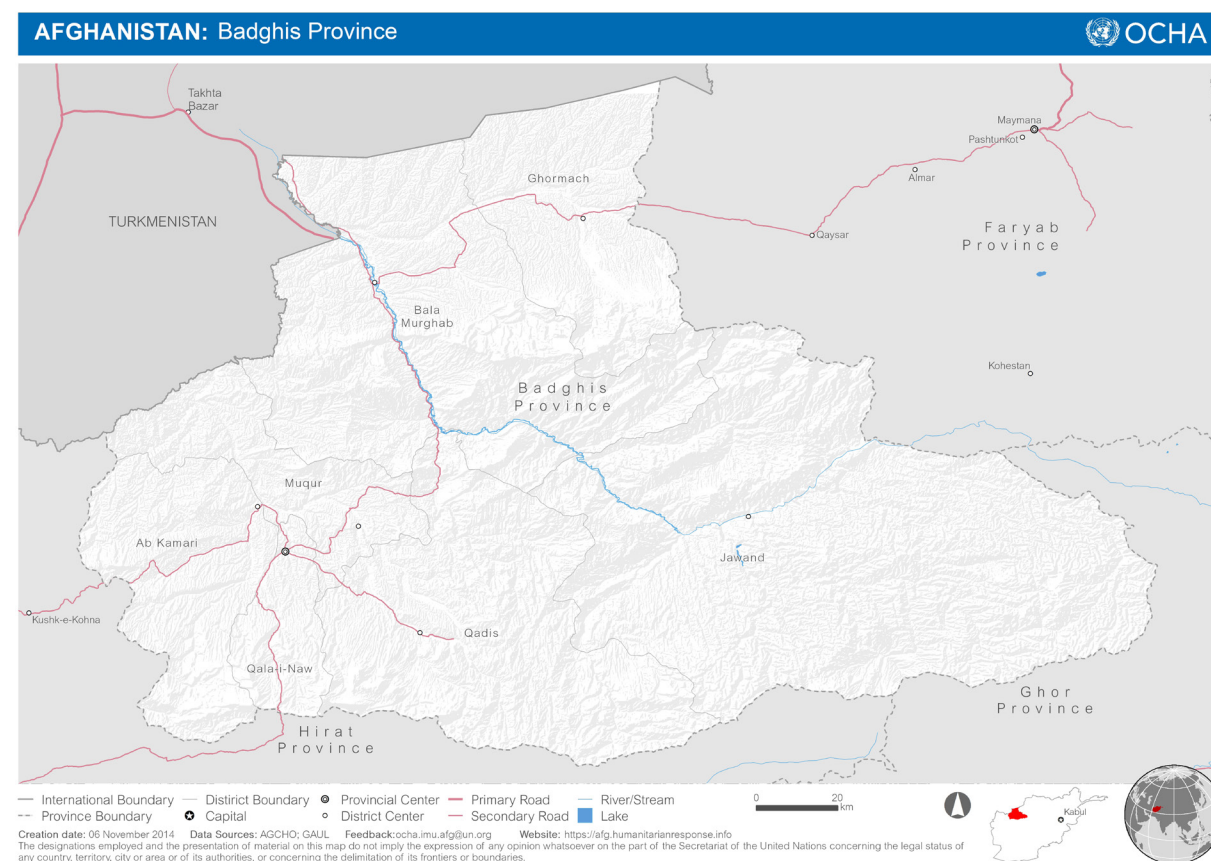 AFGHANISTAN: Badghis Province
OCHA
Takhta
Bazar
Maymana
Pashtunkot
Ghormach
Almar
TURKMENISTAN
Qaysar
Faryab
Province
Bala
Murghab
Kohestan
Badghis
Province
Muqur
Ab Kamari
Jawand
Kushk-e-Kohna
Qadis
Qala-i-Naw
Ghor
Province
Hirat
Province
International Boundary
District Boundary
Provincial Center
Primary Road
River/Stream
0 20
km
Province Boundary
Capital
District Center
Secondary Road
Lake
Kabul
Creation date: 06 November 2014 Data Sources: AGCHO; GAUL Feedback:ocha.imu.afg@un.org Website: https://afg.humanitarianresponse.info
The designations employed and the presentation of material on this map do not imply the expression of any opinion whatsoever on the part of the Secretariat of the United Nations concerning the legal status of
any country, territory, city or area or of its authorities, or concerning the delimitation of its frontiers or boundaries.